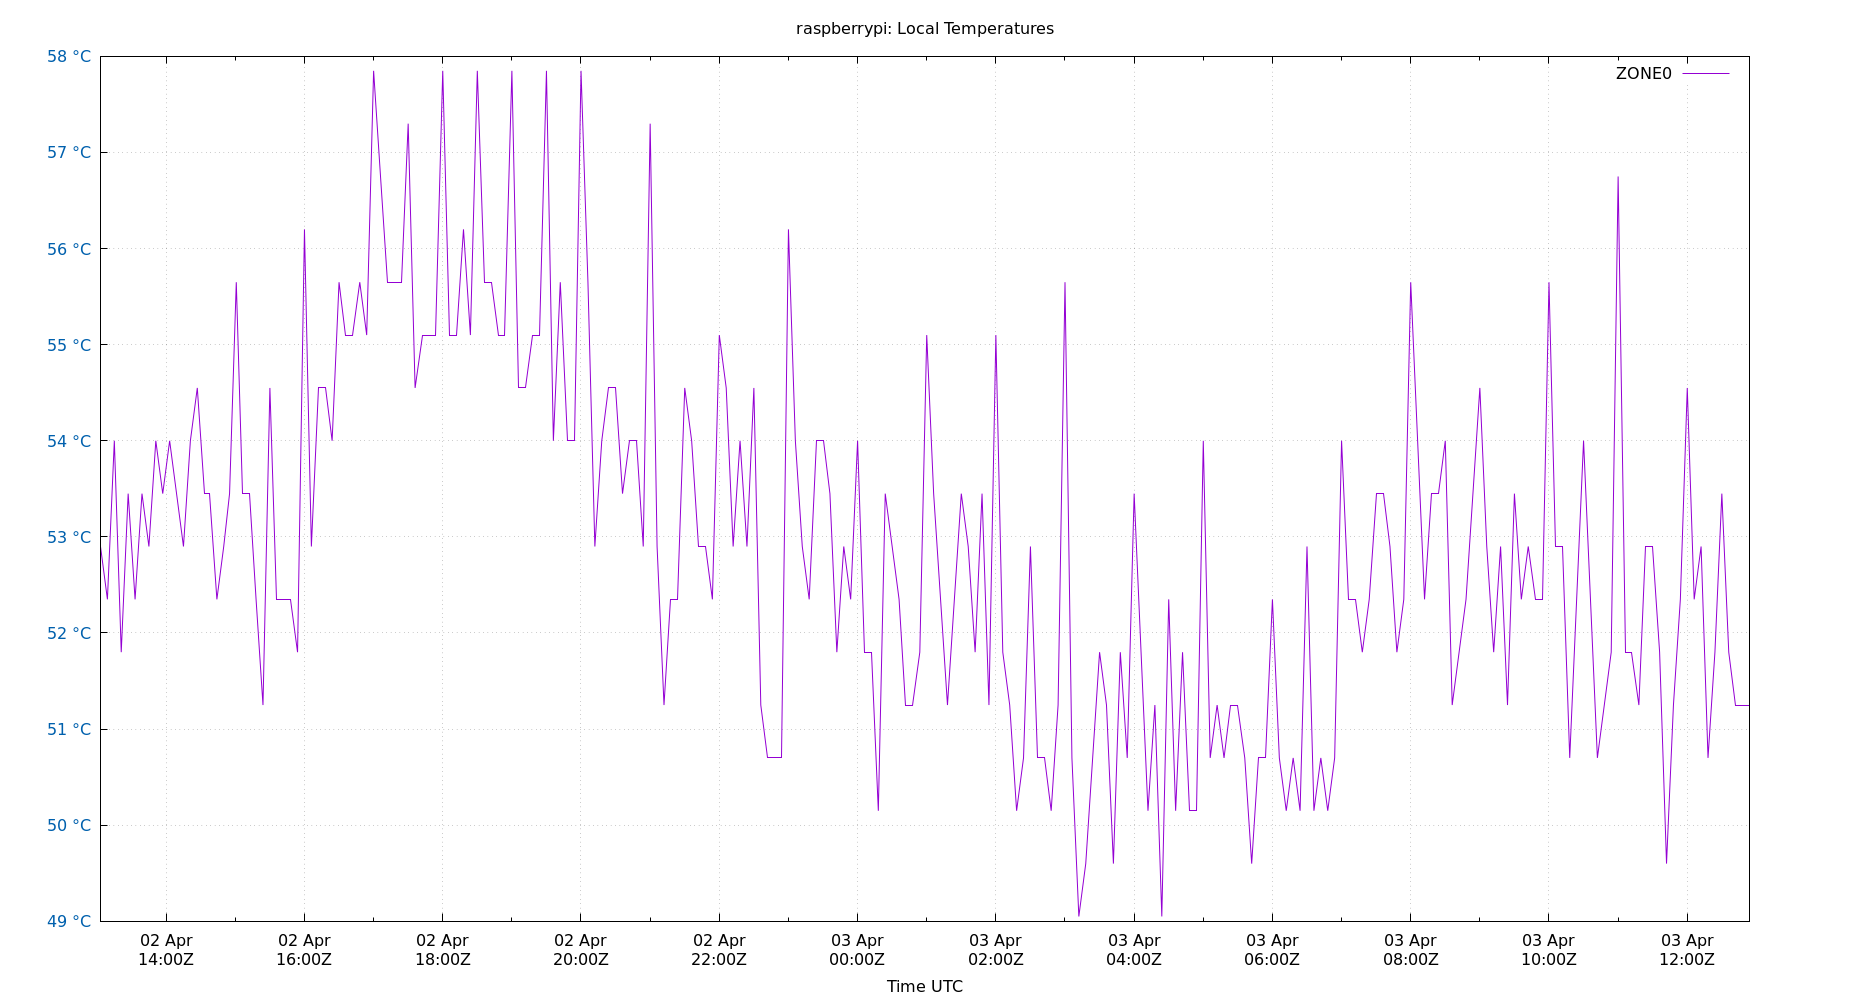 raspberrypi: Local Temperatures
ZONE0
58 °C
57 °C
56 °C
55 °C
54 °C
53 °C
52 °C
51 °C
50 °C
49 °C
02 Apr 02 Apr 02 Apr 02 Apr 02 Apr 03 Apr 03 Apr 03 Apr 03 Apr 03 Apr 03 Apr 03 Apr
14:00Z 16:00Z 18:00Z 20:00Z 22:00Z 00:00Z 02:00Z 04:00Z 06:00Z 08:00Z 10:00Z 12:00Z
Time UTC